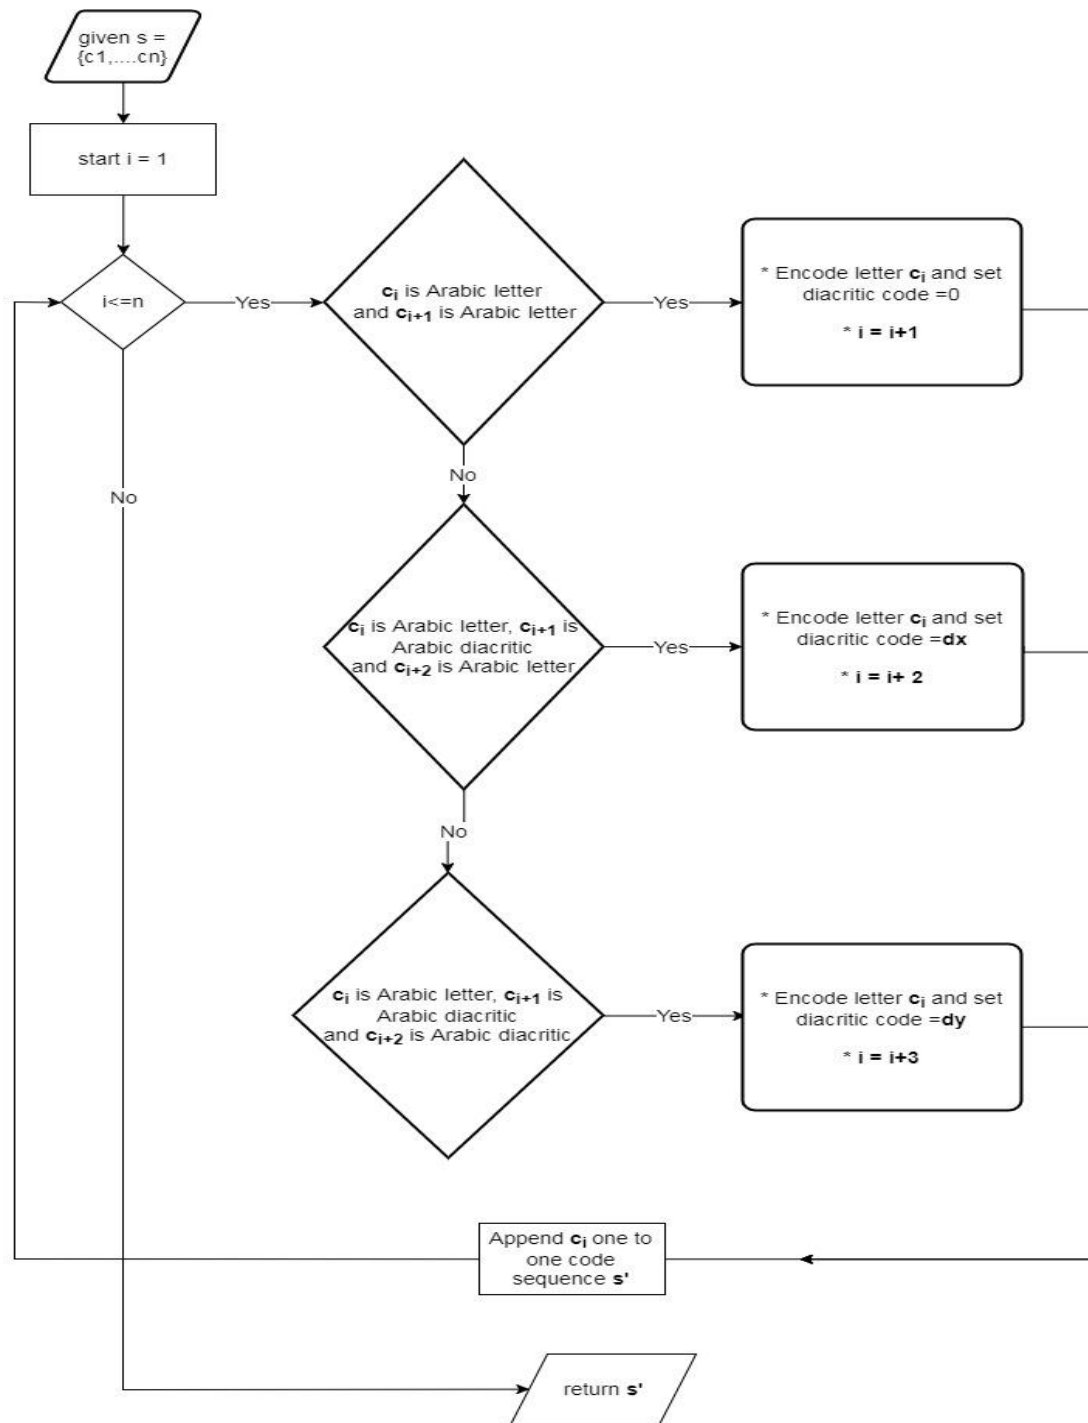 given s =
{c1,....cn}
start i = 1
i<=n
Yes
cᵢ is Arabic letter
and cᵢ₊₁ is Arabic letter
Yes
* Encode letter cᵢ and set
diacritic code =0
* i = i+1
No
No
cᵢ is Arabic letter, cᵢ₊₁ is
Arabic diacritic
and cᵢ₊₂ is Arabic letter
Yes
* Encode letter cᵢ and set
diacritic code =dx
* i = i+ 2
No
cᵢ is Arabic letter, cᵢ₊₁ is
Arabic diacritic
and cᵢ₊₂ is Arabic diacritic
Yes
* Encode letter cᵢ and set
diacritic code =dy
* i = i+3
Append cᵢ one to
one code
sequence s'
return s'